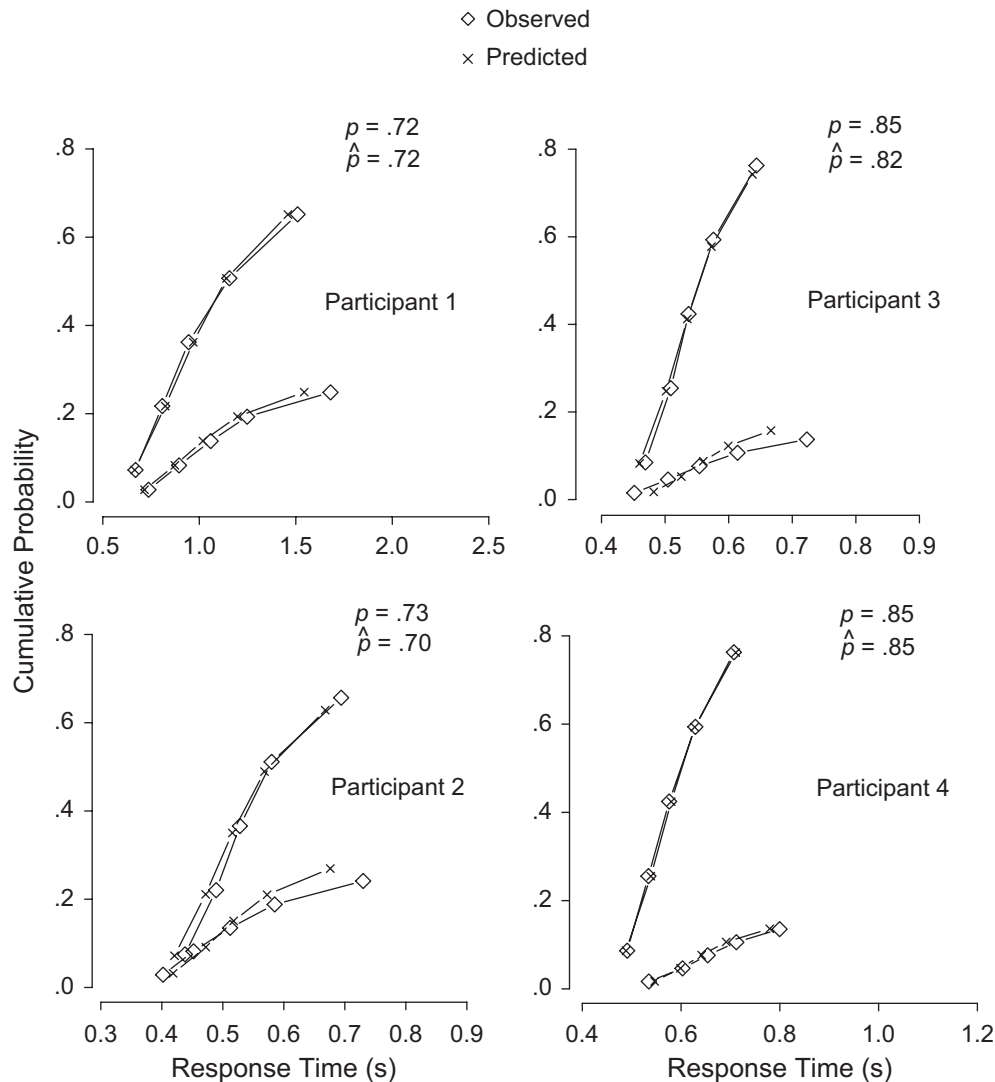 Observed
Predicted
Cumulative Probability
p = .72
p̂ = .72
.8
.6
.4
.2
.0
Participant 1
0.5 1.0 1.5 2.0 2.5
p = .85
p̂ = .82
.8
.6
.4
.2
.0
Participant 3
0.4 0.5 0.6 0.7 0.8 0.9
p = .73
p̂ = .70
.8
.6
.4
.2
.0
Participant 2
0.3 0.4 0.5 0.6 0.7 0.8 0.9
Response Time (s)
p = .85
p̂ = .85
.8
.6
.4
.2
.0
Participant 4
0.4 0.6 0.8 1.0 1.2
Response Time (s)